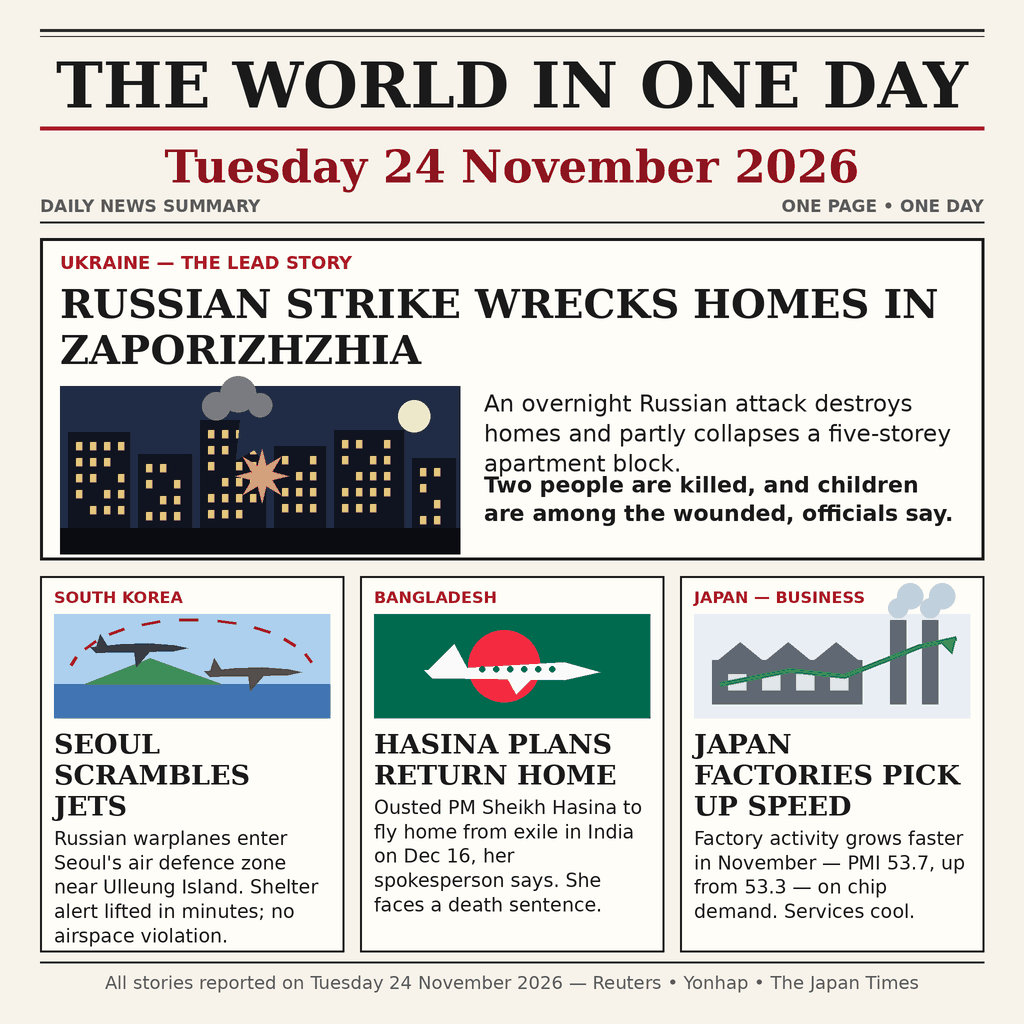 THE WORLD IN ONE DAY
Tuesday 24 November 2026
DAILY NEWS SUMMARY
ONE PAGE • ONE DAY
UKRAINE — THE LEAD STORY
RUSSIAN STRIKE WRECKS HOMES IN
ZAPORIZHZHIA
An overnight Russian attack destroys
homes and partly collapses a five-storey
apartment block.
Two people are killed, and children
are among the wounded, officials say.
SOUTH KOREA
SEOUL
SCRAMBLES
JETS
Russian warplanes enter
Seoul's air defence zone
near Ulleung Island. Shelter
alert lifted in minutes; no
airspace violation.
BANGLADESH
HASINA PLANS
RETURN HOME
Ousted PM Sheikh Hasina to
fly home from exile in India
on Dec 16, her
spokesperson says. She
faces a death sentence.
JAPAN — BUSINESS
JAPAN
FACTORIES PICK
UP SPEED
Factory activity grows faster
in November — PMI 53.7, up
from 53.3 — on chip
demand. Services cool.
All stories reported on Tuesday 24 November 2026 — Reuters • Yonhap • The Japan Times